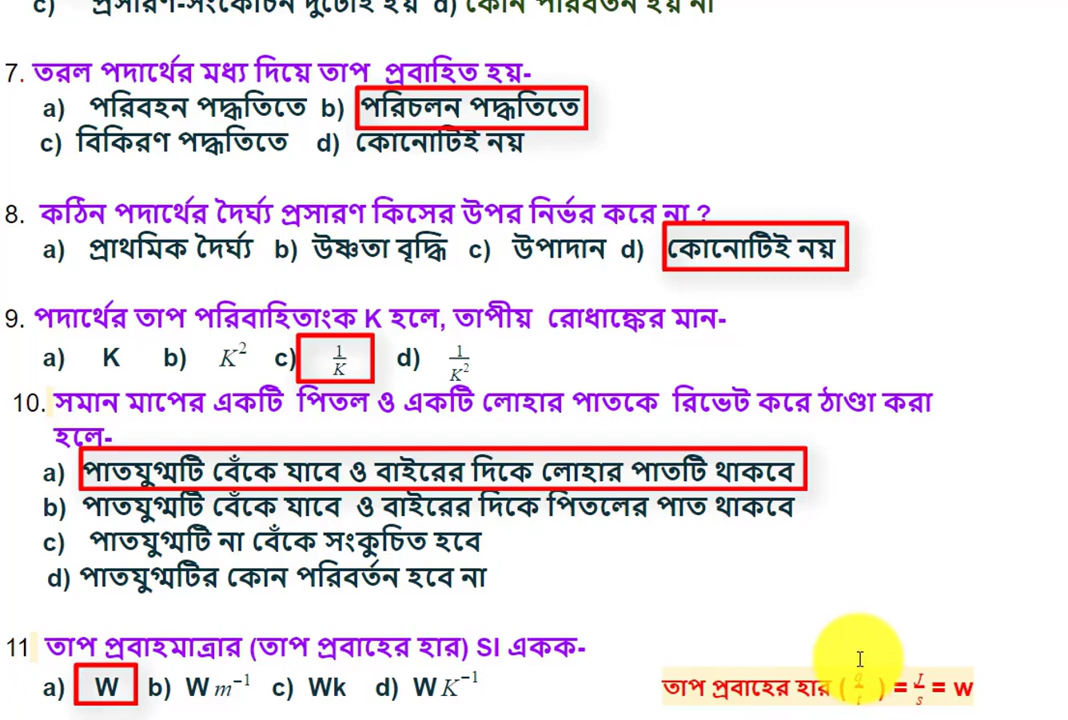 c) প্রসারণ-সংকোচন দুটোই হয় d) কোন পরিবর্তন হয় না
7. তরল পদার্থের মধ্য দিয়ে তাপ প্রবাহিত হয়-
a) পরিবহন পদ্ধতিতে b) পরিচলন পদ্ধতিতে
c) বিকিরণ পদ্ধতিতে d) কোনোটিই নয়
8. কঠিন পদার্থের দৈর্ঘ্য প্রসারণ কিসের উপর নির্ভর করে না ?
a) প্রাথমিক দৈর্ঘ্য b) উষ্ণতা বৃদ্ধি c) উপাদান d) কোনোটিই নয়
9. পদার্থের তাপ পরিবাহিতাংক K হলে, তাপীয় রোধাঙ্কের মান-
a) K b) K² c) 1/K d) 1/K²
10. সমান মাপের একটি পিতল ও একটি লোহার পাতকে রিভেট করে ঠাণ্ডা করা
হলে-
a) পাতযুগ্মটি বেঁকে যাবে ও বাইরের দিকে লোহার পাতটি থাকবে
b) পাতযুগ্মটি বেঁকে যাবে ও বাইরের দিকে পিতলের পাত থাকবে
c) পাতযুগ্মটি না বেঁকে সংকুচিত হবে
d) পাতযুগ্মটির কোন পরিবর্তন হবে না
11 তাপ প্রবাহমাত্রার (তাপ প্রবাহের হার) SI একক-
a) W b) W m⁻¹ c) Wk d) W K⁻¹ তাপ প্রবাহের হার ( q/t ) = J/s = w